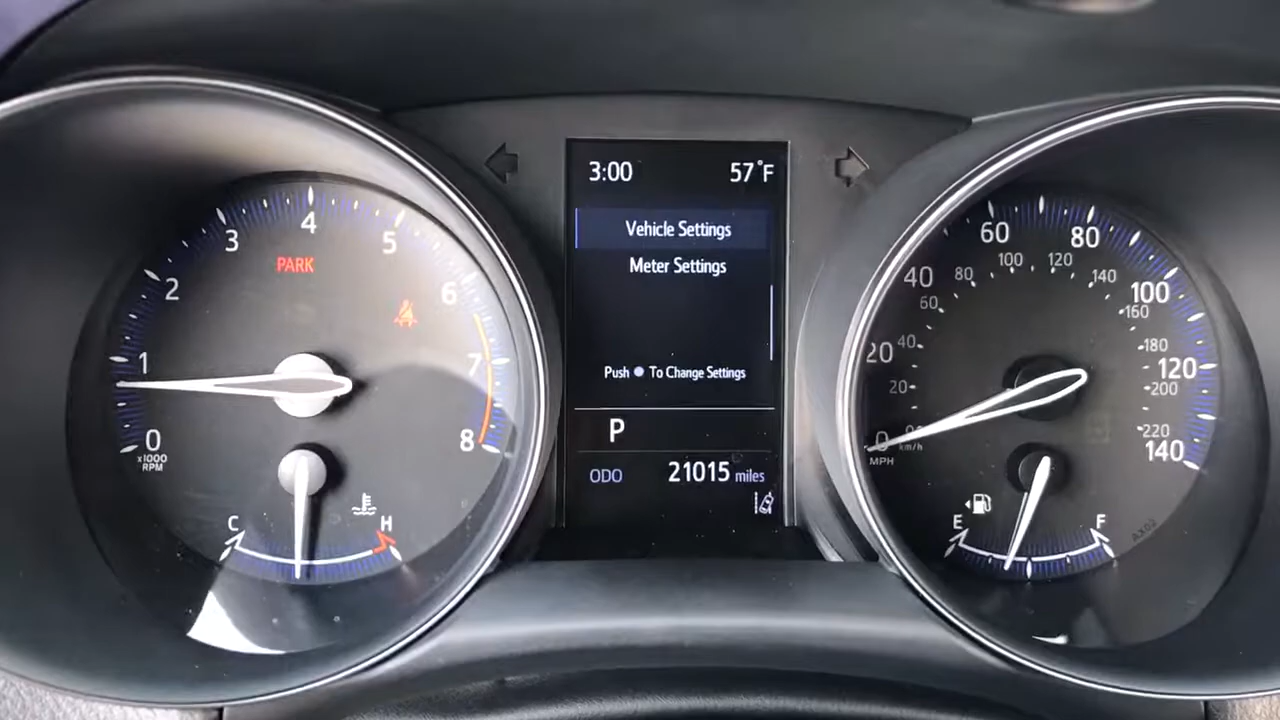 0
1
2
3
4
5
6
7
8
x1000
RPM
PARK
C
H
3:00 57°F
Vehicle Settings
Meter Settings
Push To Change Settings
P
ODO 21015 miles
0
20
40
60
80
100
120
140
MPH
20
40
60
80
100
120
140
160
180
200
220
km/h
E
F
AX02